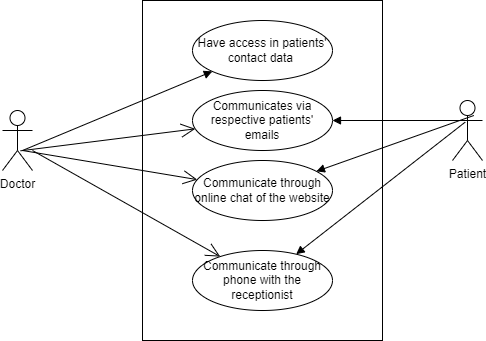 Have access in patients'
contact data
Communicates via
respective patients'
emails
Doctor
Patient
Communicate through
online chat of the website
Communicate through
phone with the
receptionist